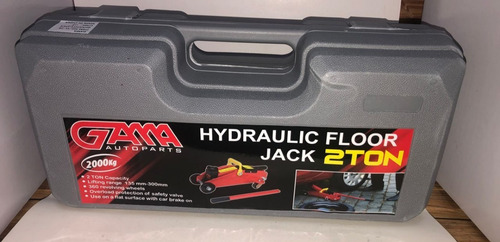 GAMA
AUTOPARTS
2000KG
HYDRAULIC FLOOR
JACK 2TON
- 2 TON Capacity
- Lifting range 135 mm-300mm
- 360 revolving wheels
- Overload protection of safety valve
- Use on a flat surface with car brake on